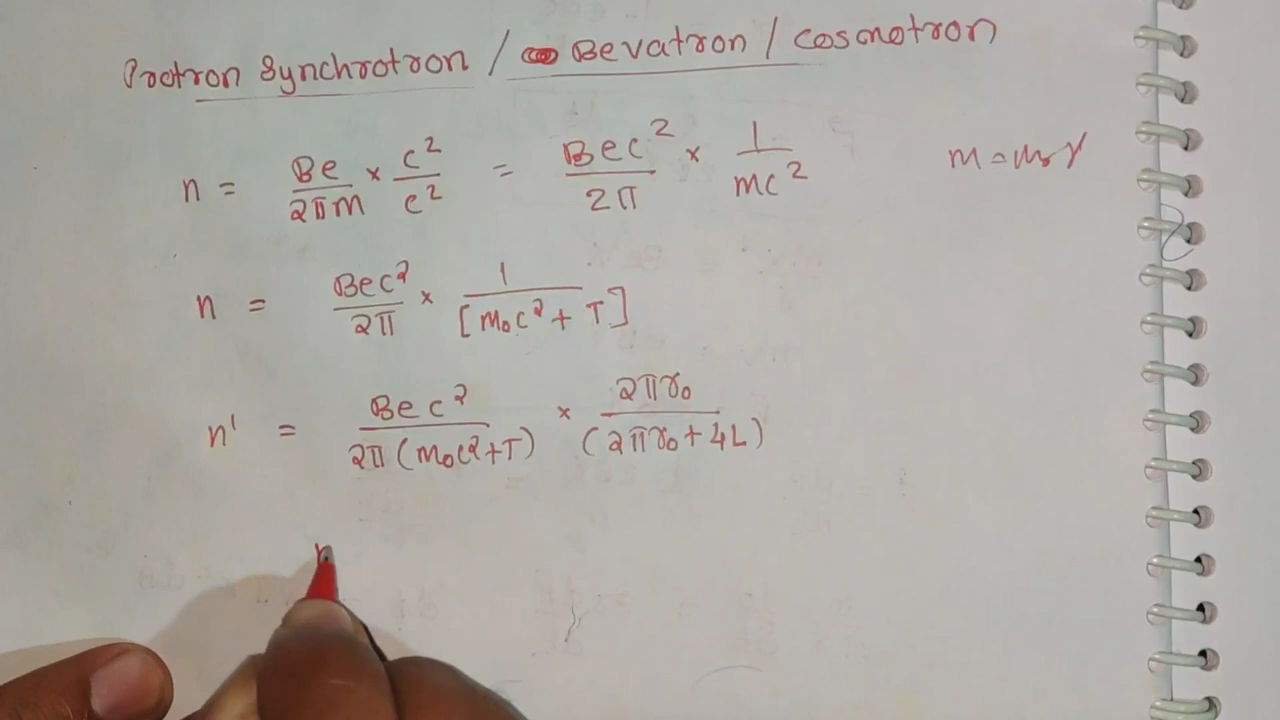 Protron Synchrotron / Bevatron / Cosmotron
n = Be/2πm × c²/c² = Bec²/2π × 1/mc² m = m₀γ
n = Bec²/2π × 1/[m₀c² + T]
n' = Bec²/2π(m₀c²+T) × 2πr₀/(2πr₀+4L)